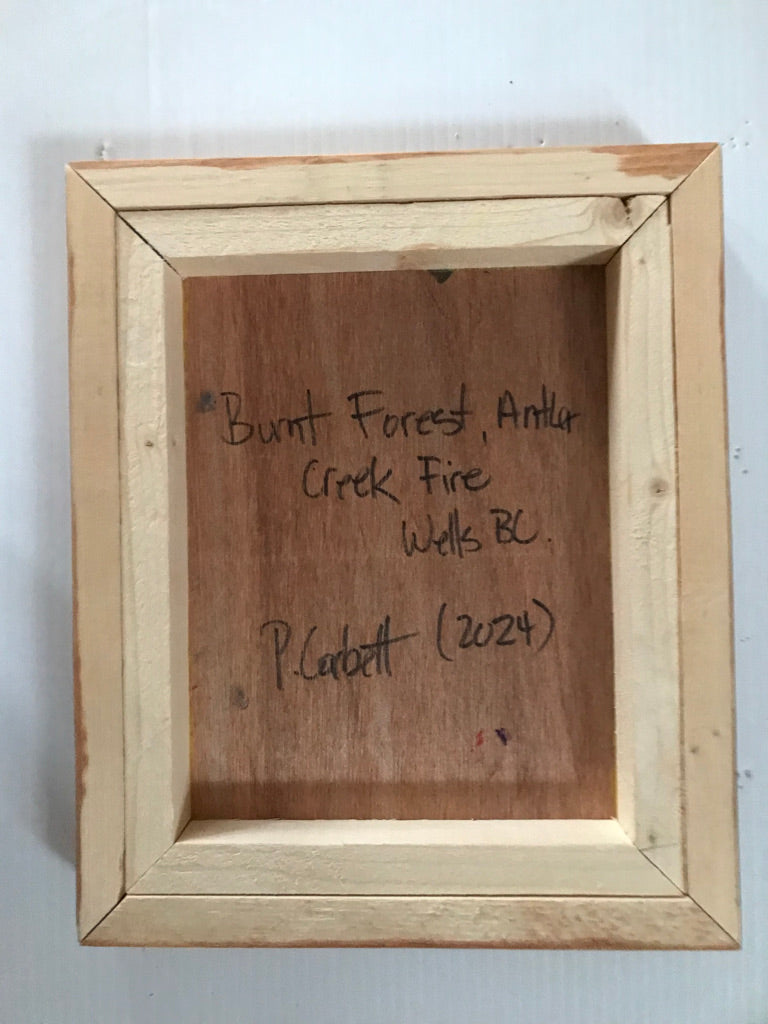 Burnt Forest, Antler
Creek Fire
Wells BC.
P. Corbett (2024)